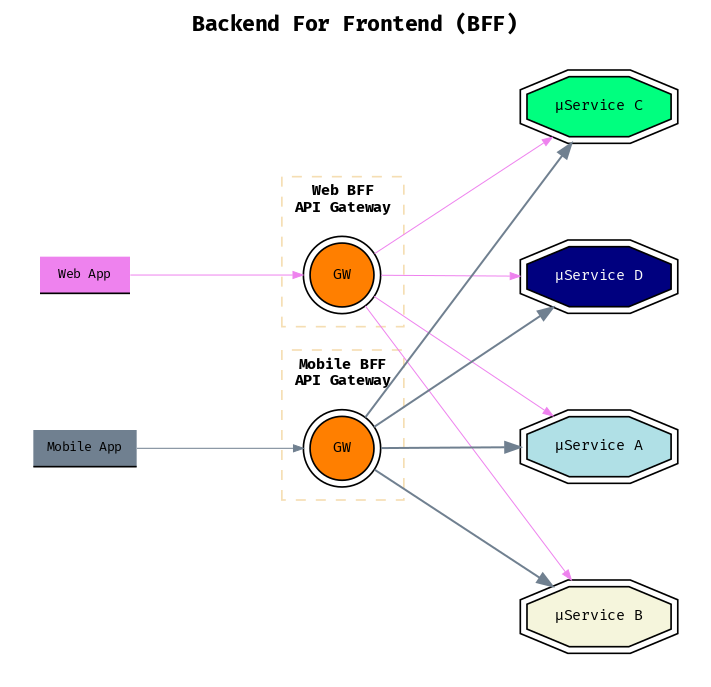 Backend For Frontend (BFF)
µService C
Web BFF
API Gateway
Web App
GW
µService D
Mobile BFF
API Gateway
Mobile App
GW
µService A
µService B